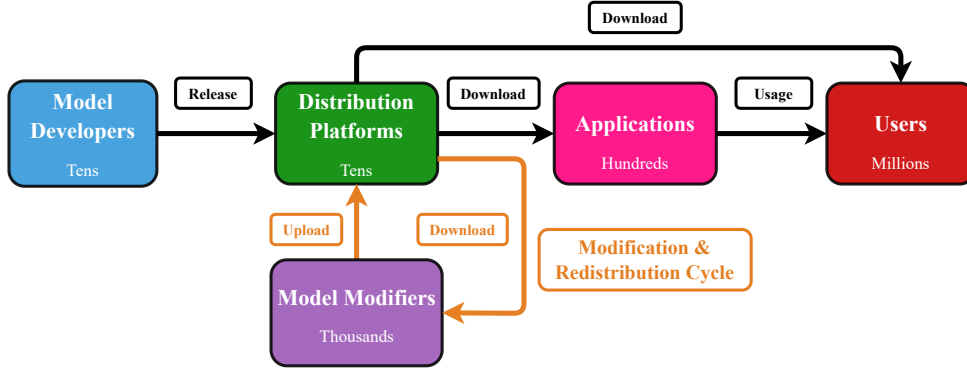 Download
Model
Developers
Tens
Release
Distribution
Platforms
Tens
Download
Applications
Hundreds
Usage
Users
Millions
Upload
Download
Modification &
Redistribution Cycle
Model Modifiers
Thousands